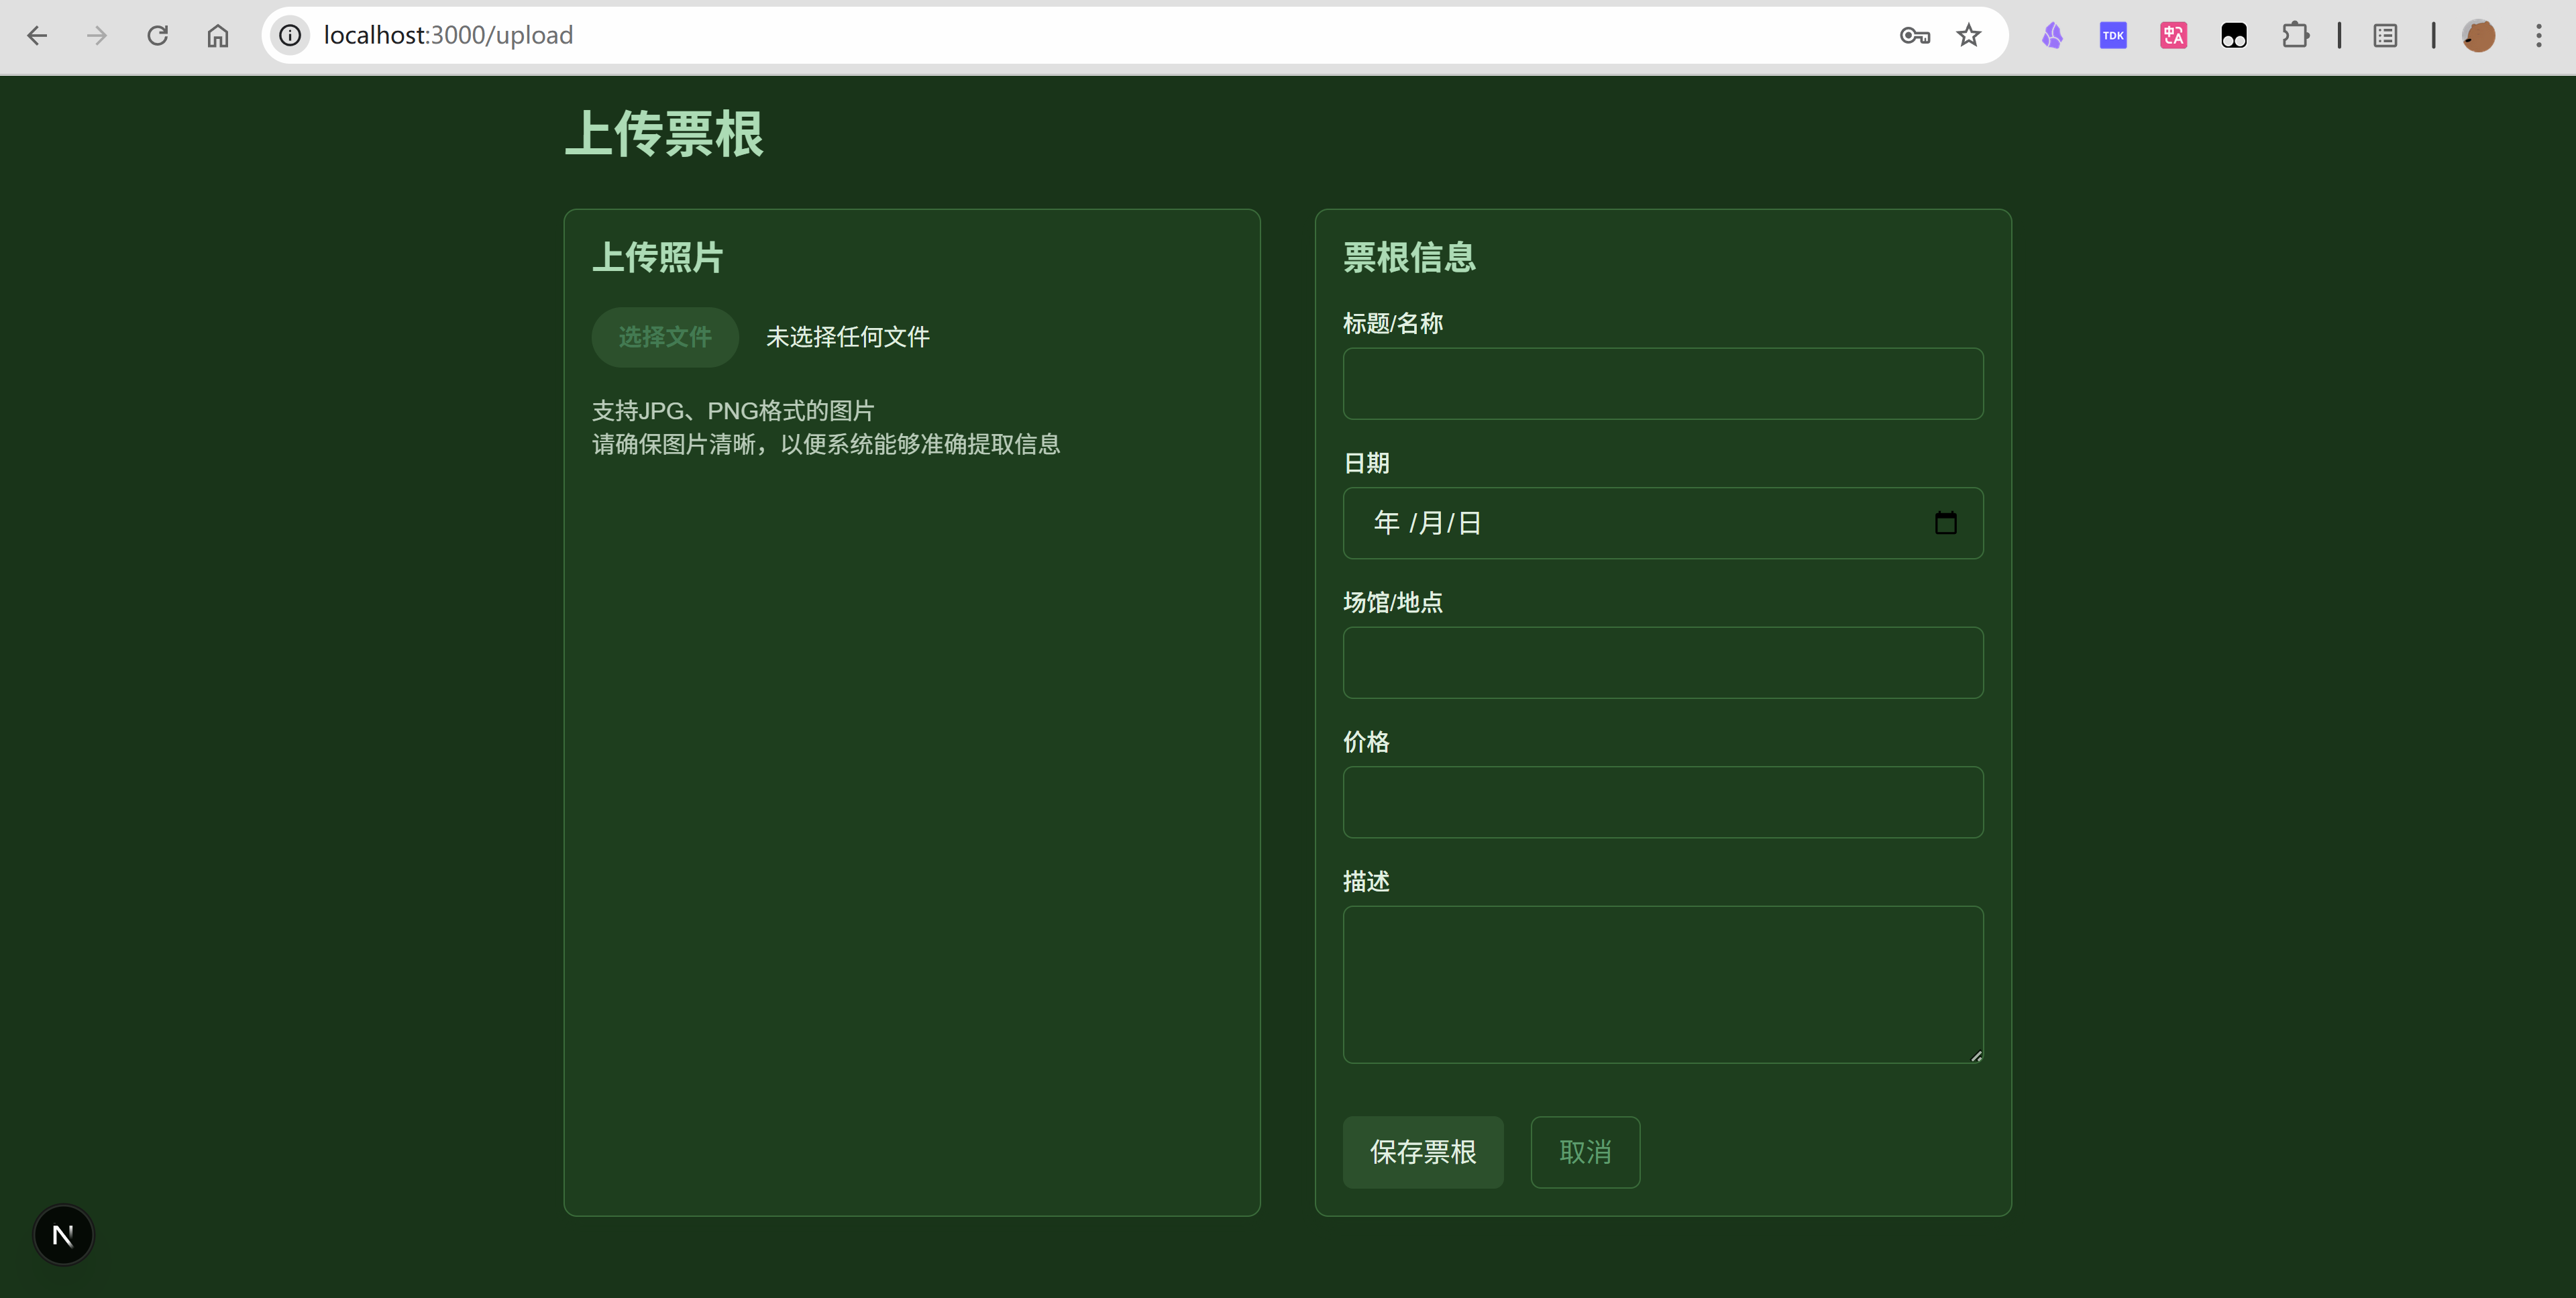 localhost:3000/upload
TDK
中A
上传票根
上传照片
选择文件 未选择任何文件
支持JPG、PNG格式的图片
请确保图片清晰，以便系统能够准确提取信息
票根信息
标题/名称
日期
年 /月/日
场馆/地点
价格
描述
保存票根 取消
N